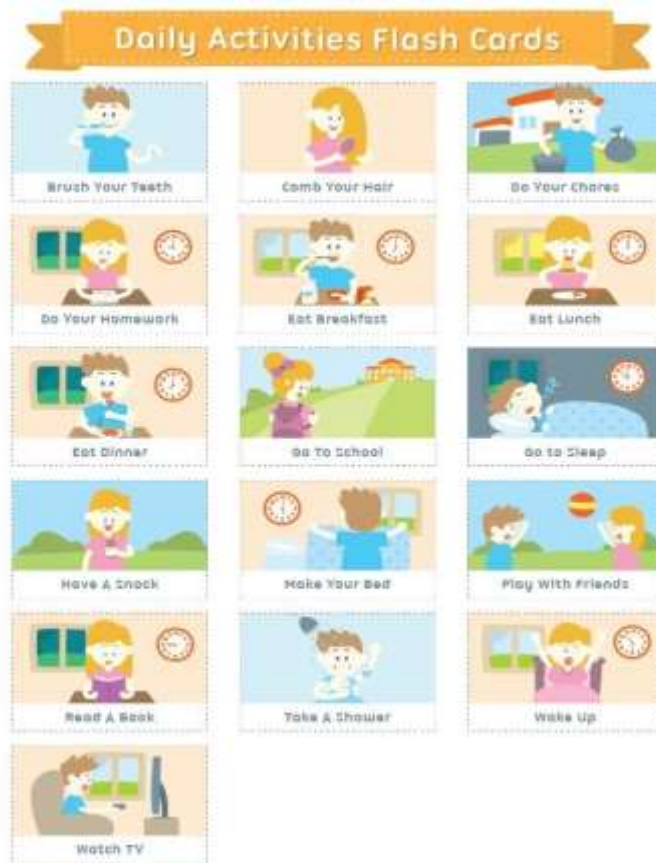 Daily Activities Flash Cards
Brush Your Teeth
Comb Your Hair
Do Your Chores
Do Your Homework
Eat Breakfast
Eat Lunch
Eat Dinner
Go To School
Go to Sleep
Have A Snack
Make Your Bed
Play With Friends
Read A Book
Take A Shower
Wake Up
Watch TV